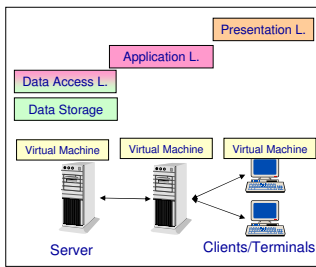 Presentation L.
Application L.
Data Access L.
Data Storage
Virtual Machine Virtual Machine Virtual Machine
Server Clients/Terminals